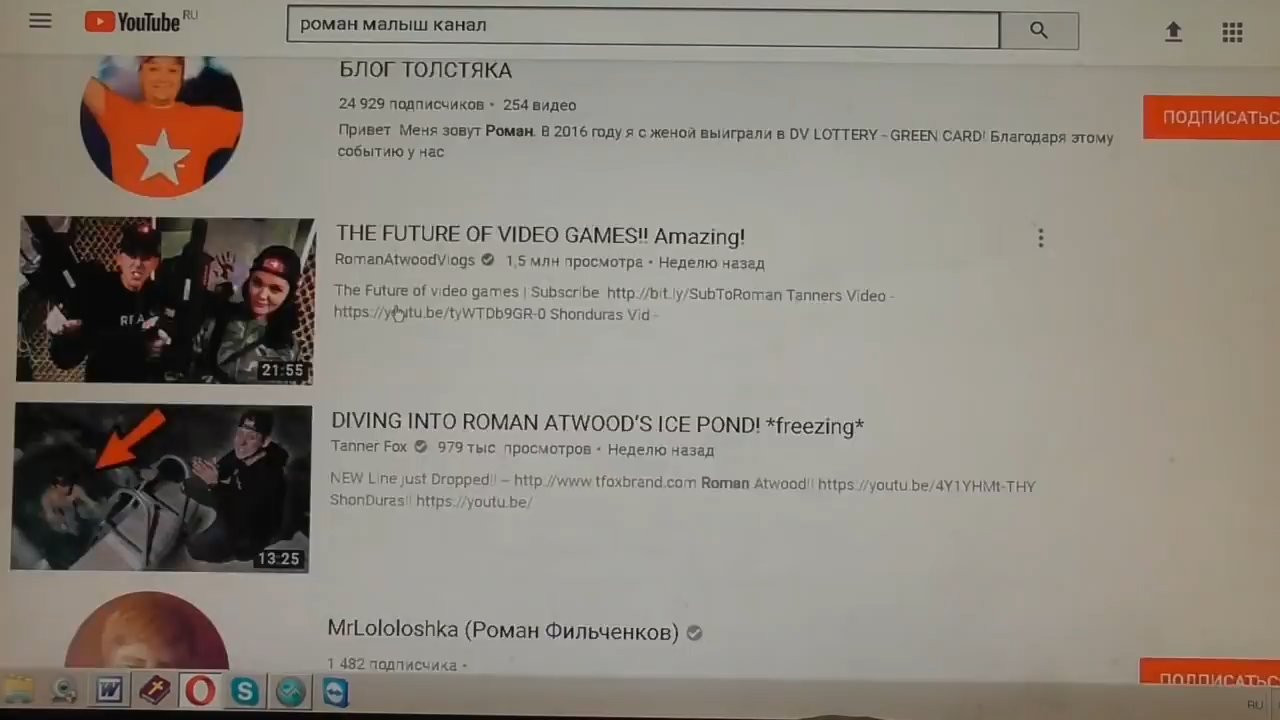 YouTube RU
роман малыш канал
БЛОГ ТОЛСТЯКА
24 929 подписчиков • 254 видео
ПОДПИСАТЬС
Привет Меня зовут Роман. В 2016 году я с женой выиграли в DV LOTTERY - GREEN CARD! Благодаря этому
событию у нас
THE FUTURE OF VIDEO GAMES!! Amazing!
RomanAtwoodVlogs 1,5 млн просмотра • Неделю назад
The Future of video games | Subscribe http://bit.ly/SubToRoman Tanners Video -
https://youtu.be/tyWTDb9GR-0 Shonduras Vid -
21:55
DIVING INTO ROMAN ATWOOD'S ICE POND! *freezing*
Tanner Fox 979 тыс. просмотров • Неделю назад
NEW Line just Dropped!! – http://www.tfoxbrand.com Roman Atwood!! https://youtu.be/4Y1YHMt-THY
ShonDuras!! https://youtu.be/
13:25
MrLololoshka (Роман Фильченков)
1 482 подписчика •
ПОДПИСАТЬС
W
S
RU